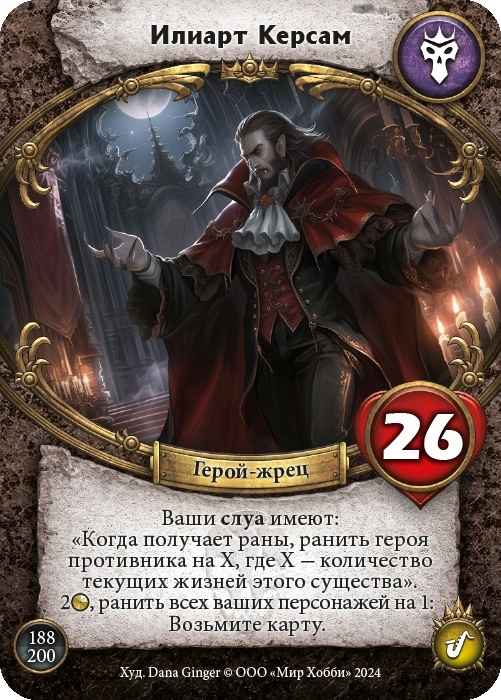 Илиарт Керсам
26
Герой-жрец
Ваши слуа имеют:
«Когда получает раны, ранить героя
противника на X, где X — количество
текущих жизней этого существа».
2, ранить всех ваших персонажей на 1:
Возьмите карту.
188
200
Худ. Dana Ginger © ООО «Мир Хобби» 2024